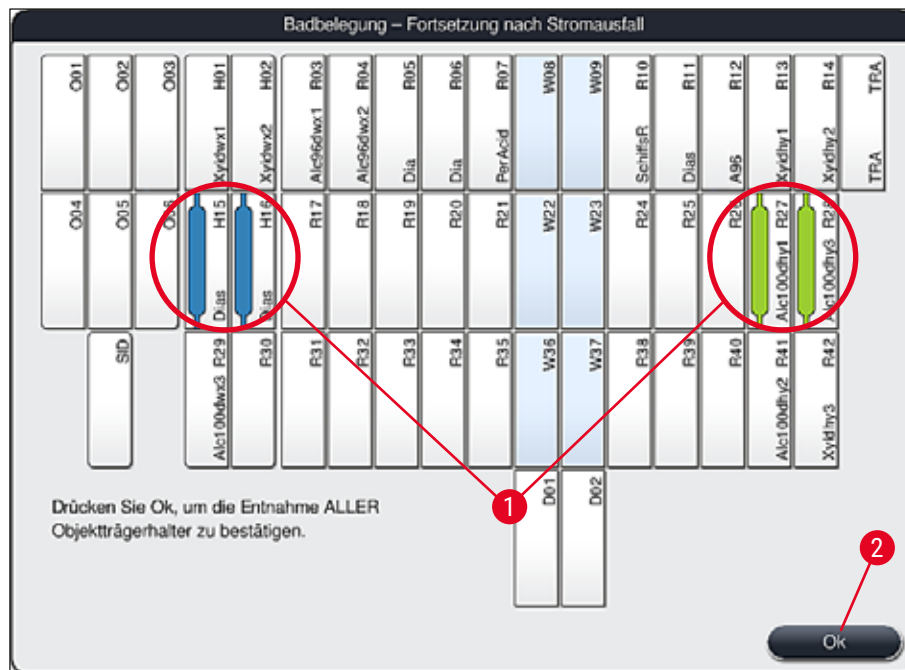 Badbelegung – Fortsetzung nach Stromausfall
O01
O02
O03
Xyldwx1 H01
Xyldwx2 H02
Alc96dwx1 R03
Alc96dwx2 R04
Dia R05
Dia R06
PerAcid R07
W08
W09
SchiffsR R10
Dias R11
A96 R12
Xyldhy1 R13
Xyldhy2 R14
TRA TRA
O04
O05
O06
Dias H15
Dias H16
R17
R18
R19
R20
R21
W22
W23
R24
R25
R26
Alc100dhy1 R27
Alc100dhy3 R28
SID
Alc100dwx3 R29
R30
R31
R32
R33
R34
R35
W36
W37
R38
R39
R40
Alc100dhy2 R41
Xyldhy3 R42
D01
D02
1
Drücken Sie Ok, um die Entnahme ALLER
Objektträgerhalter zu bestätigen.
2
Ok